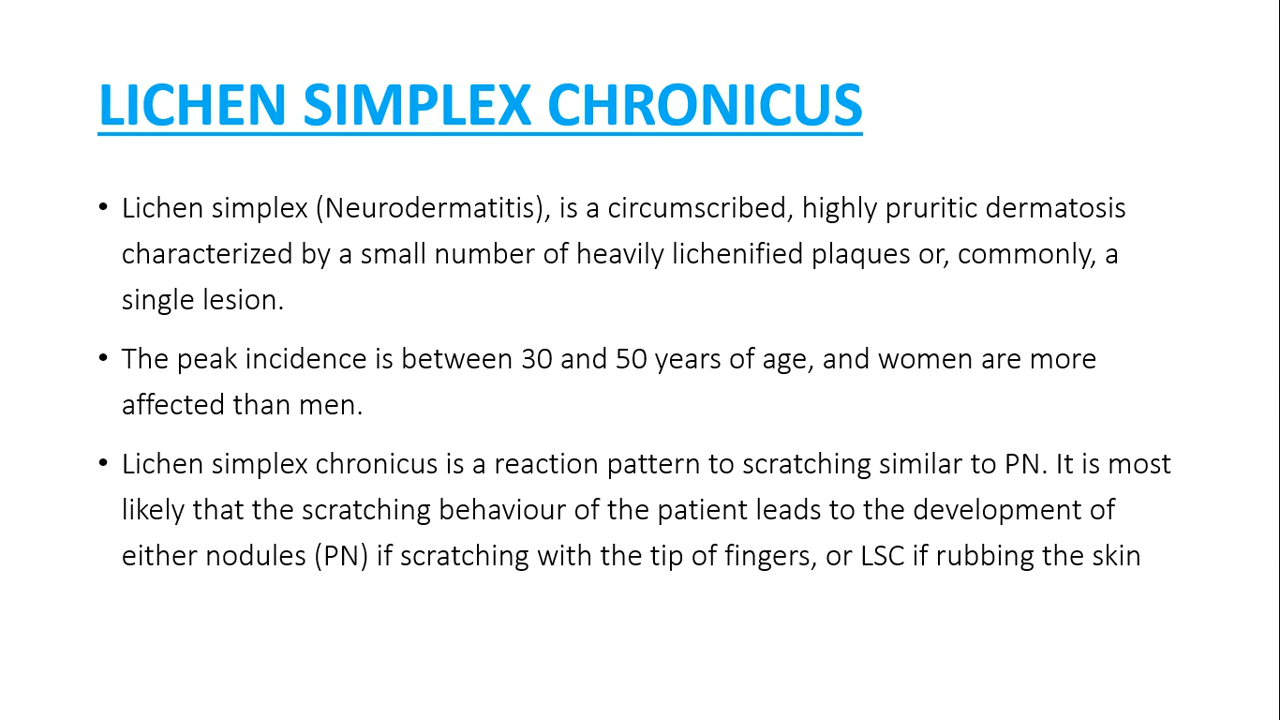 LICHEN SIMPLEX CHRONICUS
• Lichen simplex (Neurodermatitis), is a circumscribed, highly pruritic dermatosis
characterized by a small number of heavily lichenified plaques or, commonly, a
single lesion.
• The peak incidence is between 30 and 50 years of age, and women are more
affected than men.
• Lichen simplex chronicus is a reaction pattern to scratching similar to PN. It is most
likely that the scratching behaviour of the patient leads to the development of
either nodules (PN) if scratching with the tip of fingers, or LSC if rubbing the skin